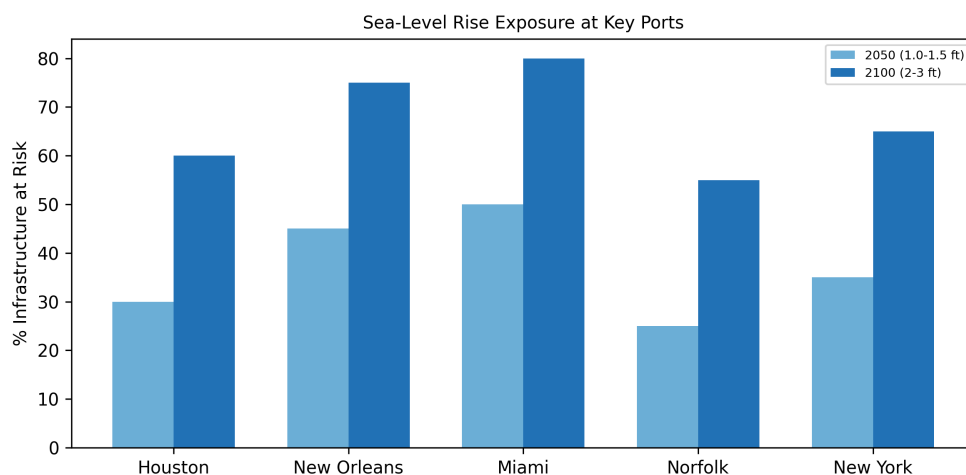 Sea-Level Rise Exposure at Key Ports
2050 (1.0-1.5 ft)
2100 (2-3 ft)
% Infrastructure at Risk
80
70
60
50
40
30
20
10
0
Houston New Orleans Miami Norfolk New York